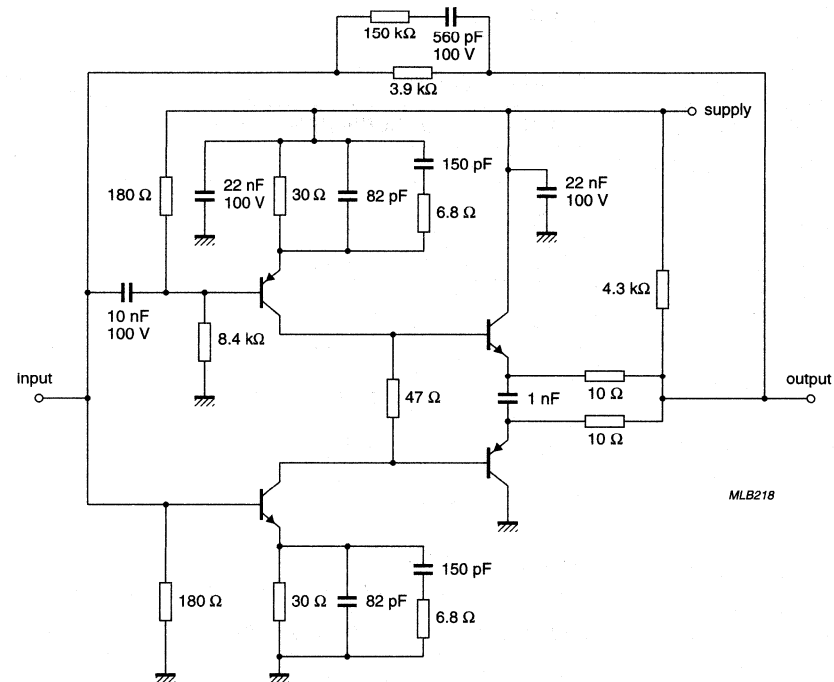 150 kΩ
560 pF
100 V
3.9 kΩ
supply
180 Ω
22 nF
100 V
30 Ω
82 pF
150 pF
6.8 Ω
22 nF
100 V
10 nF
100 V
8.4 kΩ
4.3 kΩ
input
47 Ω
1 nF
10 Ω
10 Ω
output
MLB218
180 Ω
30 Ω
82 pF
150 pF
6.8 Ω